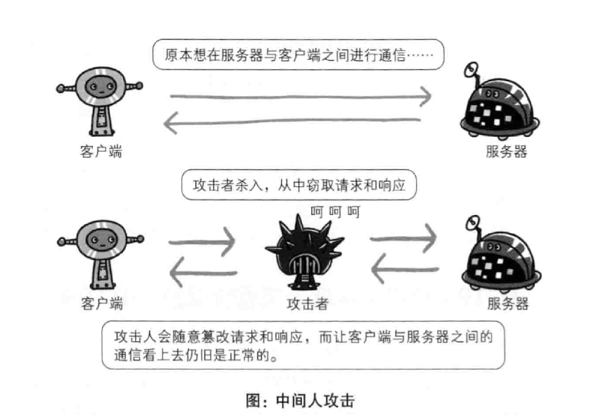 原本想在服务器与客户端之间进行通信……
客户端
服务器
攻击者杀入，从中窃取请求和响应
呵 呵 呵
客户端
攻击者
服务器
攻击人会随意篡改请求和响应，而让客户端与服务器之间的
通信看上去仍旧是正常的。
图：中间人攻击